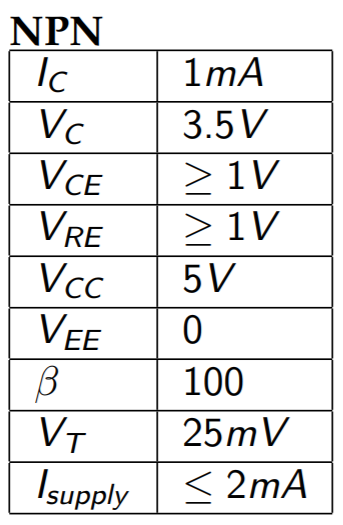 NPN
I_C 1mA
V_C 3.5V
V_CE ≥ 1V
V_RE ≥ 1V
V_CC 5V
V_EE 0
β 100
V_T 25mV
I_supply ≤ 2mA